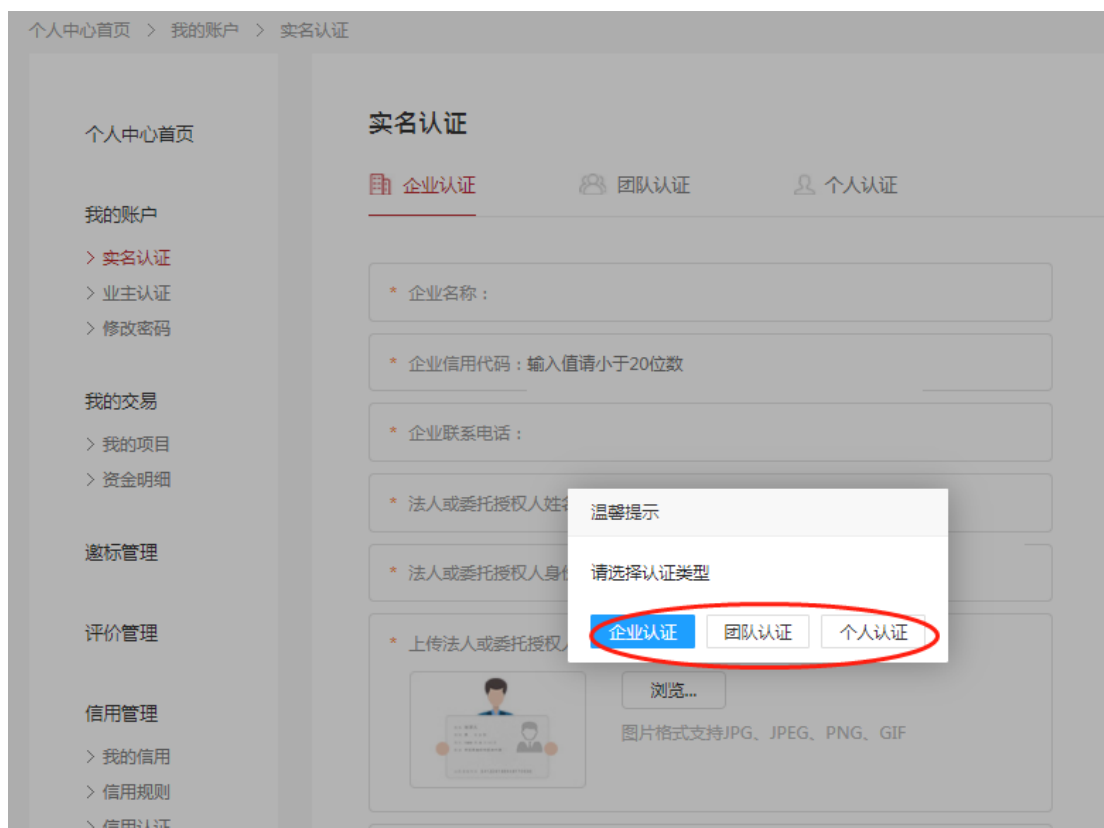 个人中心首页 > 我的账户 > 实名认证
个人中心首页
我的账户
> 实名认证
> 业主认证
> 修改密码
我的交易
> 我的项目
> 资金明细
邀标管理
评价管理
信用管理
> 我的信用
> 信用规则
> 信用认证
实名认证
企业认证 团队认证 个人认证
* 企业名称：
* 企业信用代码：输入值请小于20位数
* 企业联系电话：
* 法人或委托授权人姓名
* 法人或委托授权人身
* 上传法人或委托授权
浏览...
图片格式支持JPG、JPEG、PNG、GIF
温馨提示
请选择认证类型
企业认证 团队认证 个人认证